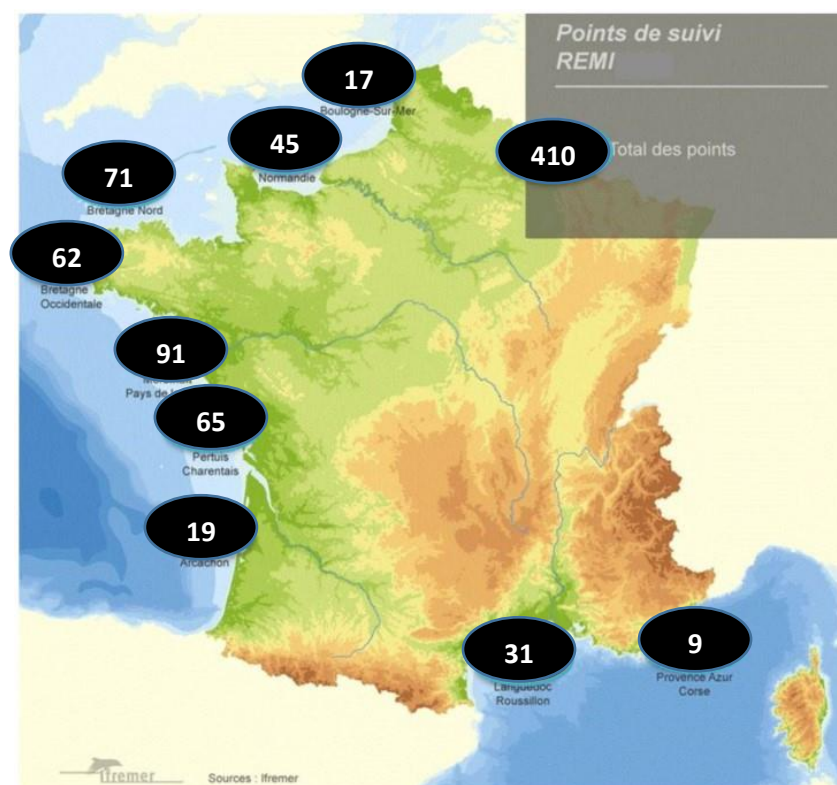 Points de suivi
REMI
17
Boulogne-Sur-Mer
45
Normandie
410
Total des points
71
Bretagne Nord
62
Bretagne
Occidentale
91
Pays de
65
Pertuis
Charentais
19
Arcachon
31
Languedoc
Roussillon
9
Provence Azur
Corse
Ifremer
Sources : Ifremer